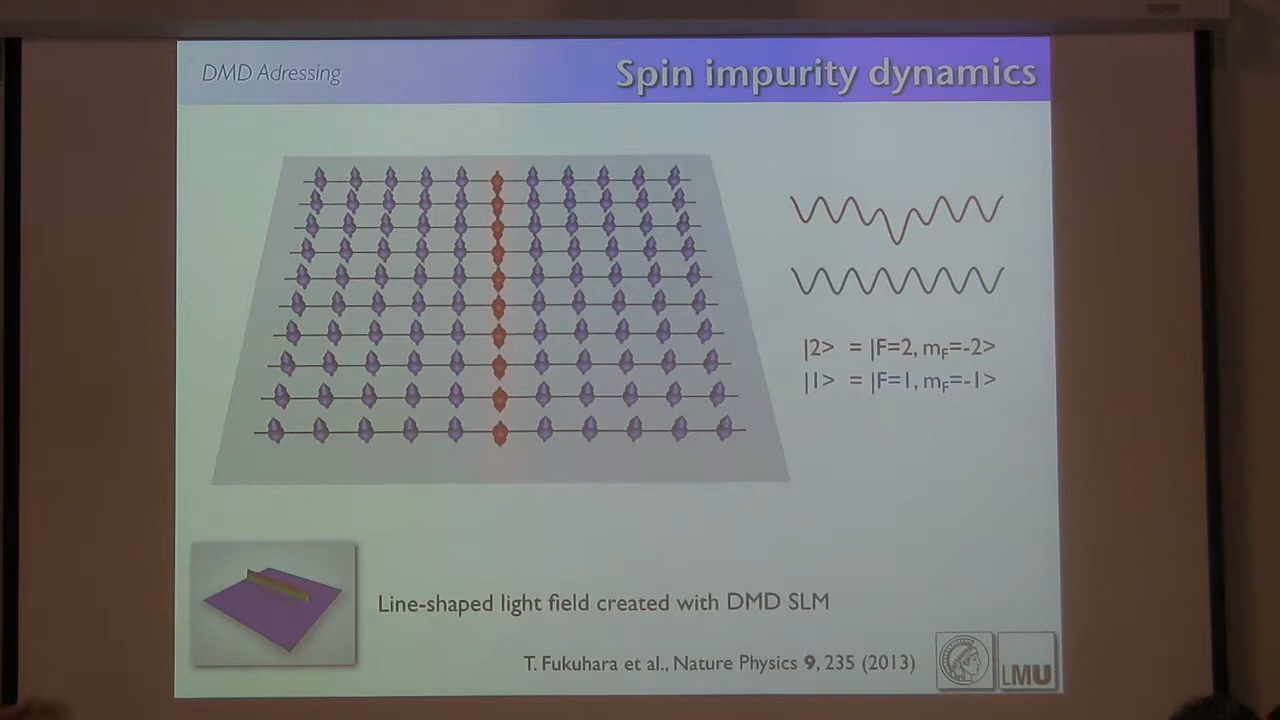 DMD Adressing
Spin impurity dynamics
|2> = |F=2, mF=-2>
|1> = |F=1, mF=-1>
Line-shaped light field created with DMD SLM
T. Fukuhara et al., Nature Physics 9, 235 (2013)
LMU